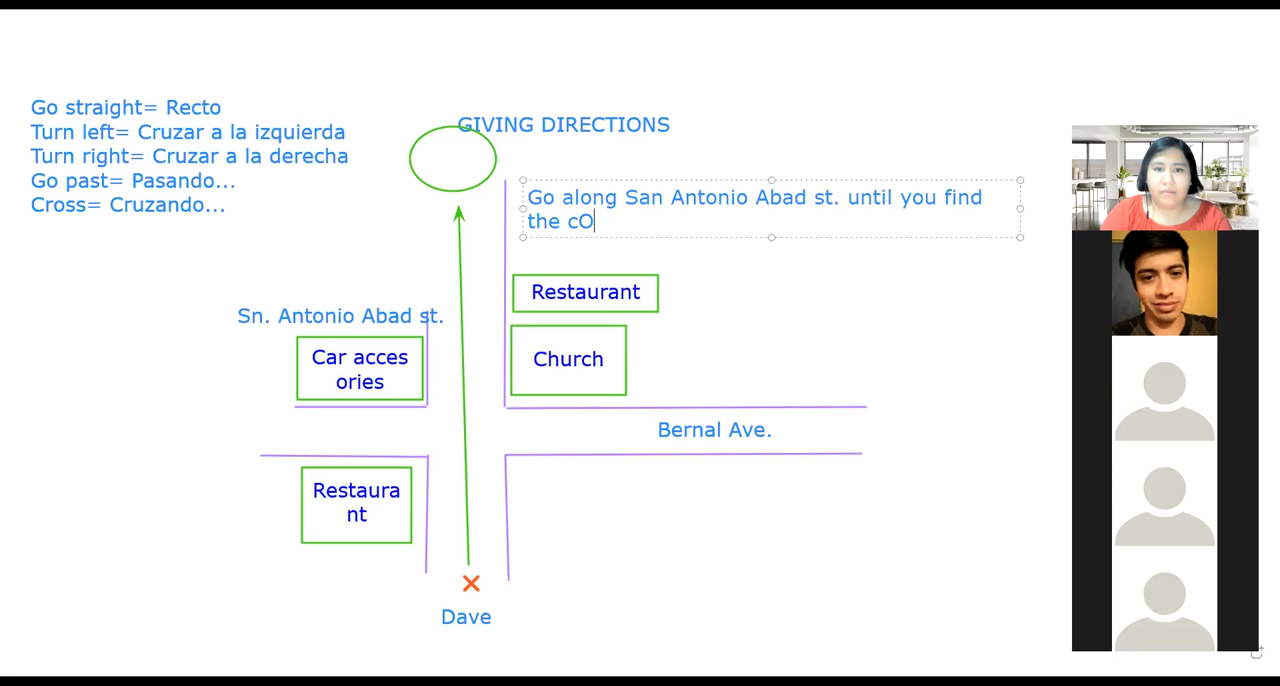 GIVING DIRECTIONS
Go straight= Recto
Turn left= Cruzar a la izquierda
Turn right= Cruzar a la derecha
Go past= Pasando...
Cross= Cruzando...
Go along San Antonio Abad st. until you find
the cO
Restaurant
Sn. Antonio Abad st.
Car acces
ories
Church
Bernal Ave.
Restaura
nt
Dave